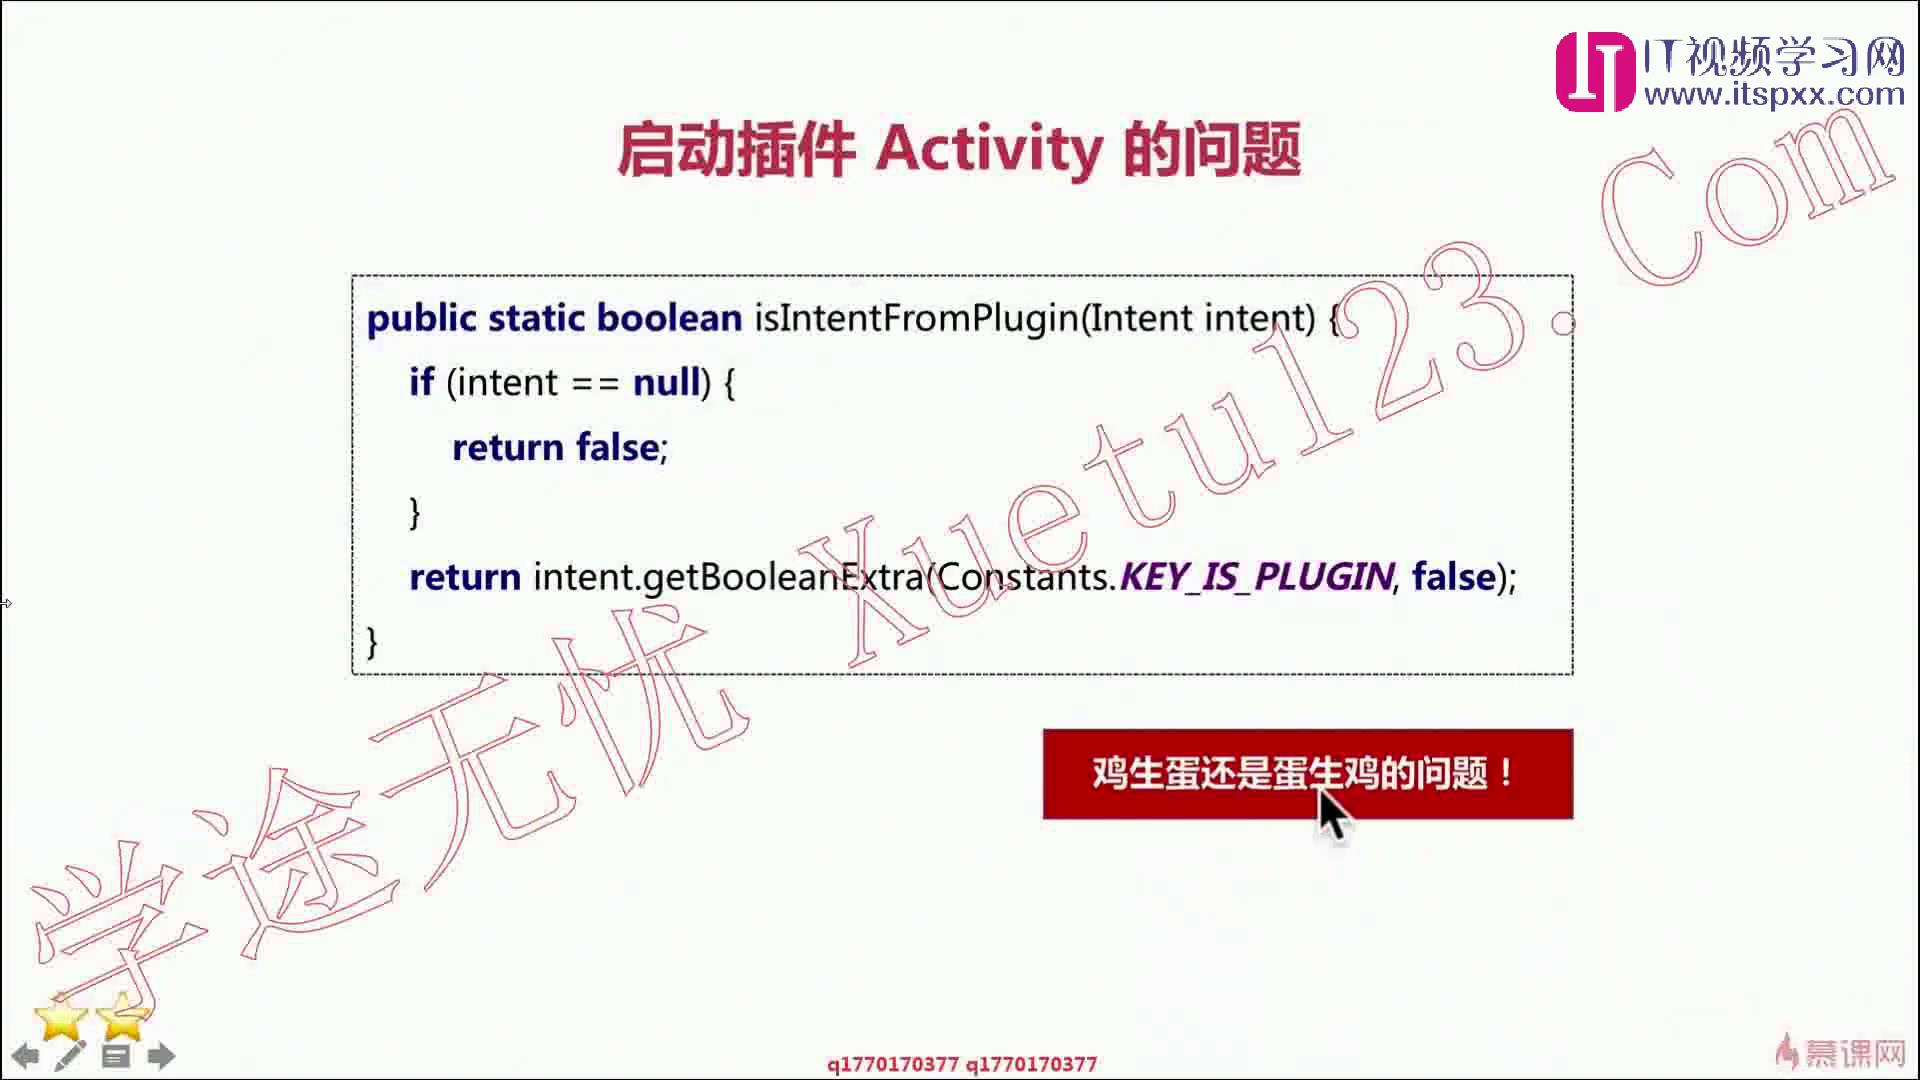 IT视频学习网
www.itspxx.com
启动插件 Activity 的问题
public static boolean isIntentFromPlugin(Intent intent) {
if (intent == null) {
return false;
}
return intent.getBooleanExtra(Constants.KEY_IS_PLUGIN, false);
}
鸡生蛋还是蛋生鸡的问题！
学途无忧 Xuetu123.Com
q1770170377 q1770170377
慕课网